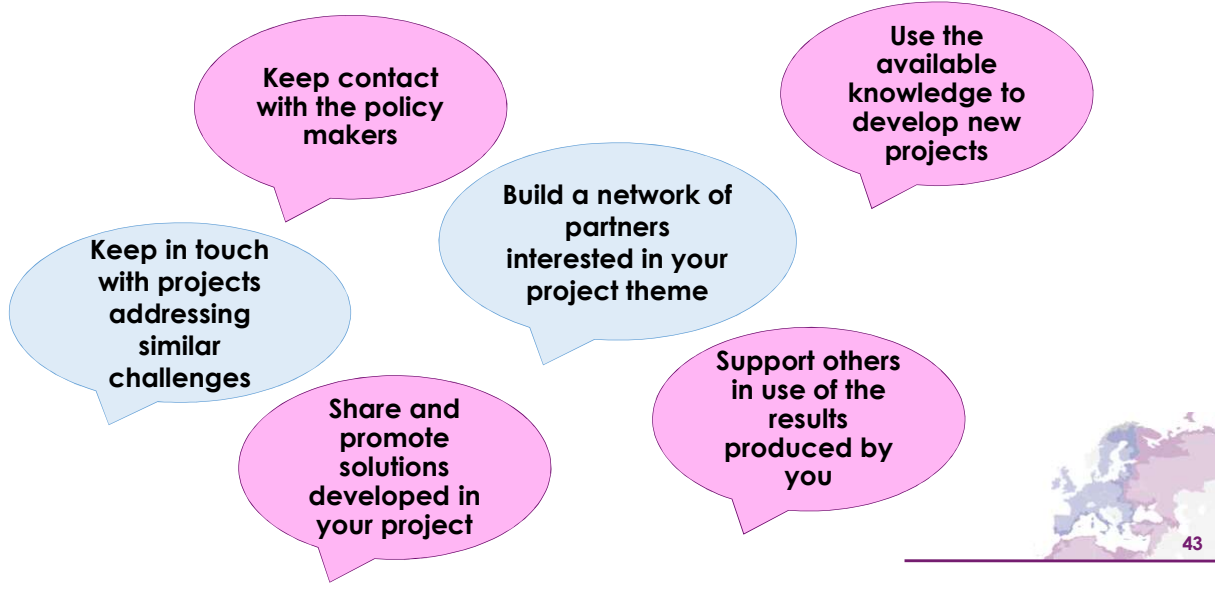 Keep contact
with the policy
makers
Use the
available
knowledge to
develop new
projects
Build a network of
partners
interested in your
project theme
Keep in touch
with projects
addressing
similar
challenges
Share and
promote
solutions
developed in
your project
Support others
in use of the
results
produced by
you
43